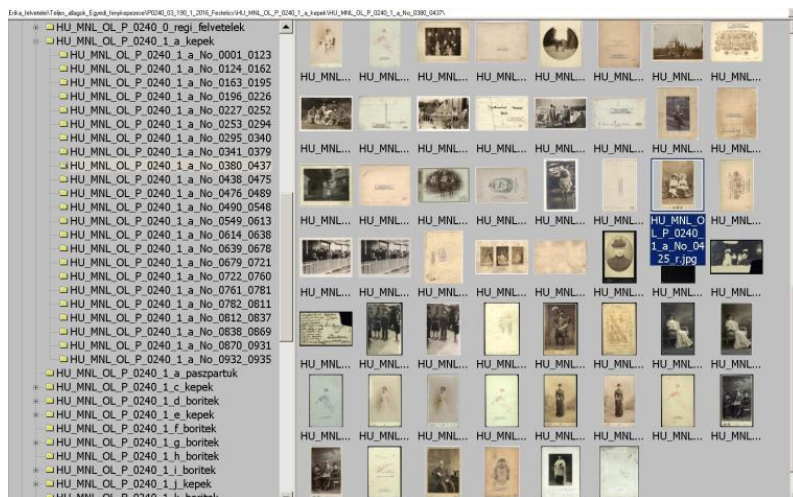 Erika_felvetelei\Teljes_allagok_Egyedi_fenykepezese\P0240_03_190_1_2016_Festetics\HU_MNL_OL_P_0240_1_a_kepek\HU_MNL_OL_P_0240_1_a_No_0380_0437\
HU_MNL_OL_P_0240_0_regi_felvetelek
HU_MNL_OL_P_0240_1_a_kepek
HU_MNL_OL_P_0240_1_a_No_0001_0123
HU_MNL_OL_P_0240_1_a_No_0124_0162
HU_MNL_OL_P_0240_1_a_No_0163_0195
HU_MNL_OL_P_0240_1_a_No_0196_0226
HU_MNL_OL_P_0240_1_a_No_0227_0252
HU_MNL_OL_P_0240_1_a_No_0253_0294
HU_MNL_OL_P_0240_1_a_No_0295_0340
HU_MNL_OL_P_0240_1_a_No_0341_0379
HU_MNL_OL_P_0240_1_a_No_0380_0437
HU_MNL_OL_P_0240_1_a_No_0438_0475
HU_MNL_OL_P_0240_1_a_No_0476_0489
HU_MNL_OL_P_0240_1_a_No_0490_0548
HU_MNL_OL_P_0240_1_a_No_0549_0613
HU_MNL_OL_P_0240_1_a_No_0614_0638
HU_MNL_OL_P_0240_1_a_No_0639_0678
HU_MNL_OL_P_0240_1_a_No_0679_0721
HU_MNL_OL_P_0240_1_a_No_0722_0760
HU_MNL_OL_P_0240_1_a_No_0761_0781
HU_MNL_OL_P_0240_1_a_No_0782_0811
HU_MNL_OL_P_0240_1_a_No_0812_0837
HU_MNL_OL_P_0240_1_a_No_0838_0869
HU_MNL_OL_P_0240_1_a_No_0870_0931
HU_MNL_OL_P_0240_1_a_No_0932_0935
HU_MNL_OL_P_0240_1_a_paszpartuk
HU_MNL_OL_P_0240_1_c_kepek
HU_MNL_OL_P_0240_1_d_boritek
HU_MNL_OL_P_0240_1_e_kepek
HU_MNL_OL_P_0240_1_f_boritek
HU_MNL_OL_P_0240_1_g_boritek
HU_MNL_OL_P_0240_1_h_boritek
HU_MNL_OL_P_0240_1_i_boritek
HU_MNL_OL_P_0240_1_j_kepek
HU_MNL_OL_P_0240_1_k_boritek
HU_MNL... HU_MNL... HU_MNL... HU_MNL... HU_MNL... HU_MNL... HU_MNL... HU_MNL...
HU_MNL... HU_MNL... HU_MNL... HU_MNL... HU_MNL... HU_MNL... HU_MNL... HU_MNL...
HU_MNL... HU_MNL... HU_MNL... HU_MNL... HU_MNL... HU_MNL... HU_MNL_O HU_MNL...
L_P_0240_
1_a_No_04
25_r.jpg
HU_MNL... HU_MNL... HU_MNL... HU_MNL... HU_MNL... HU_MNL... HU_MNL... HU_MNL...
HU_MNL... HU_MNL... HU_MNL... HU_MNL... HU_MNL... HU_MNL... HU_MNL... HU_MNL...
HU_MNL... HU_MNL... HU_MNL... HU_MNL... HU_MNL... HU_MNL... HU_MNL... HU_MNL...